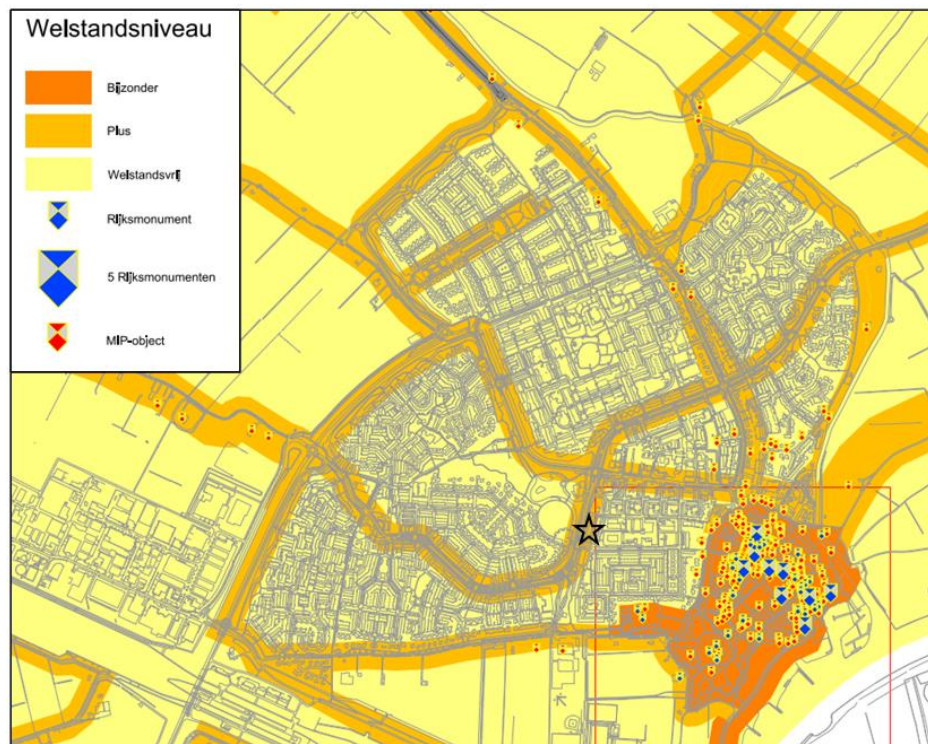 Welstandsniveau
Bijzonder
Plus
Welstandsvrij
Rijksmonument
5 Rijksmonumenten
MIP-object